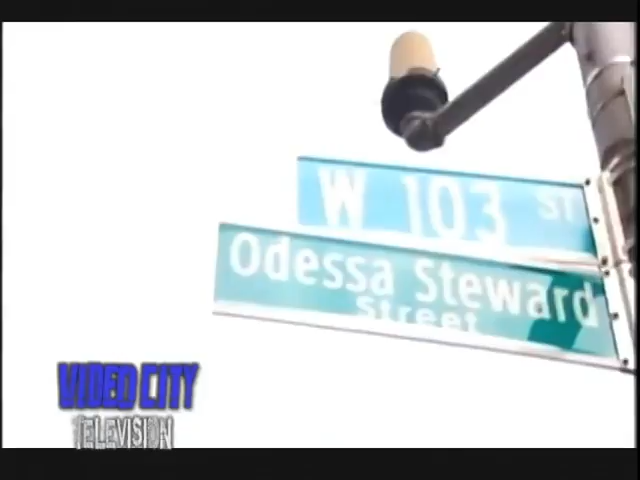 W 103 ST
Odessa Steward
Street
VIDEO CITY
TELEVISION